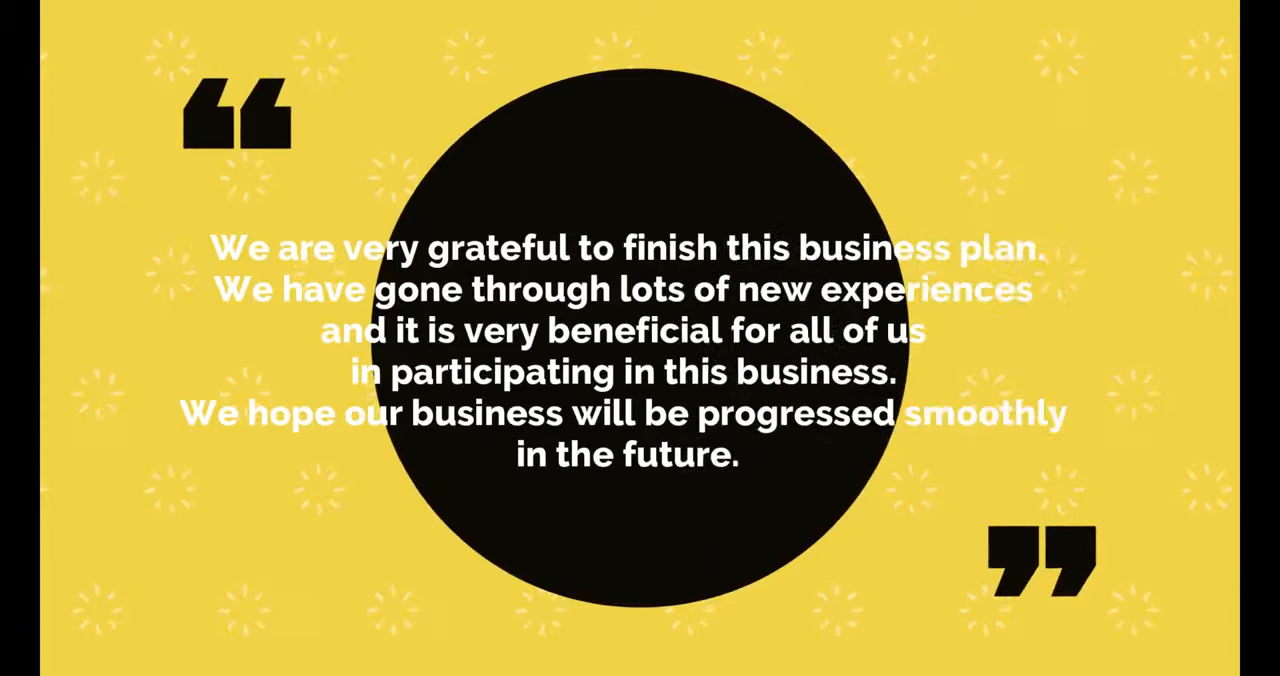 “
We are very grateful to finish this business plan.
We have gone through lots of new experiences
and it is very beneficial for all of us
in participating in this business.
We hope our business will be progressed smoothly
in the future.
”